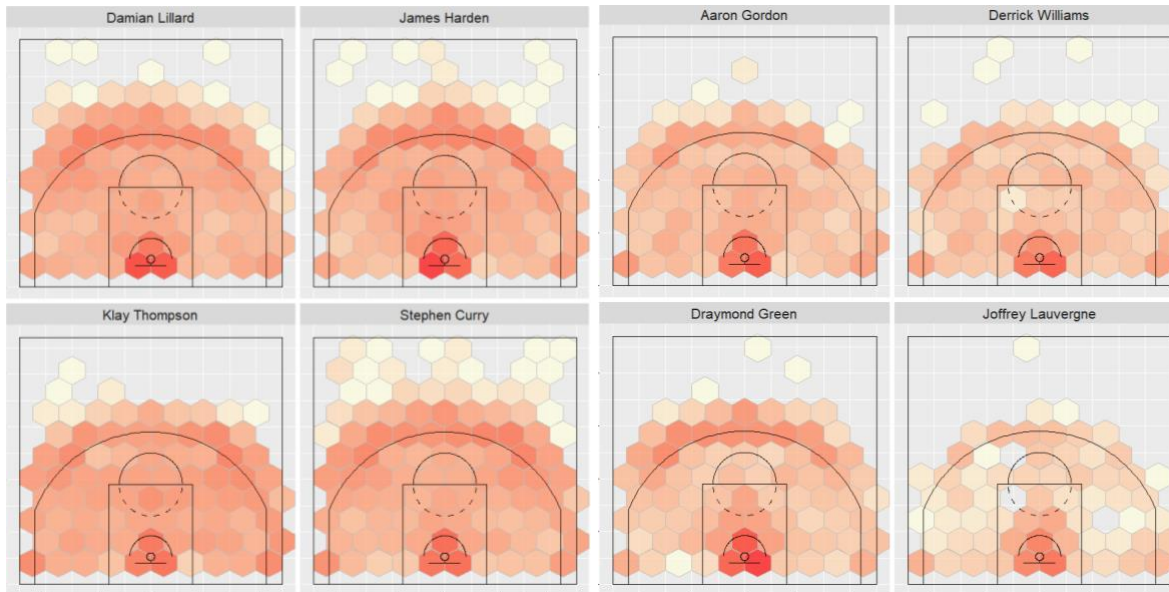 Damian Lillard
James Harden
Aaron Gordon
Derrick Williams
Klay Thompson
Stephen Curry
Draymond Green
Joffrey Lauvergne